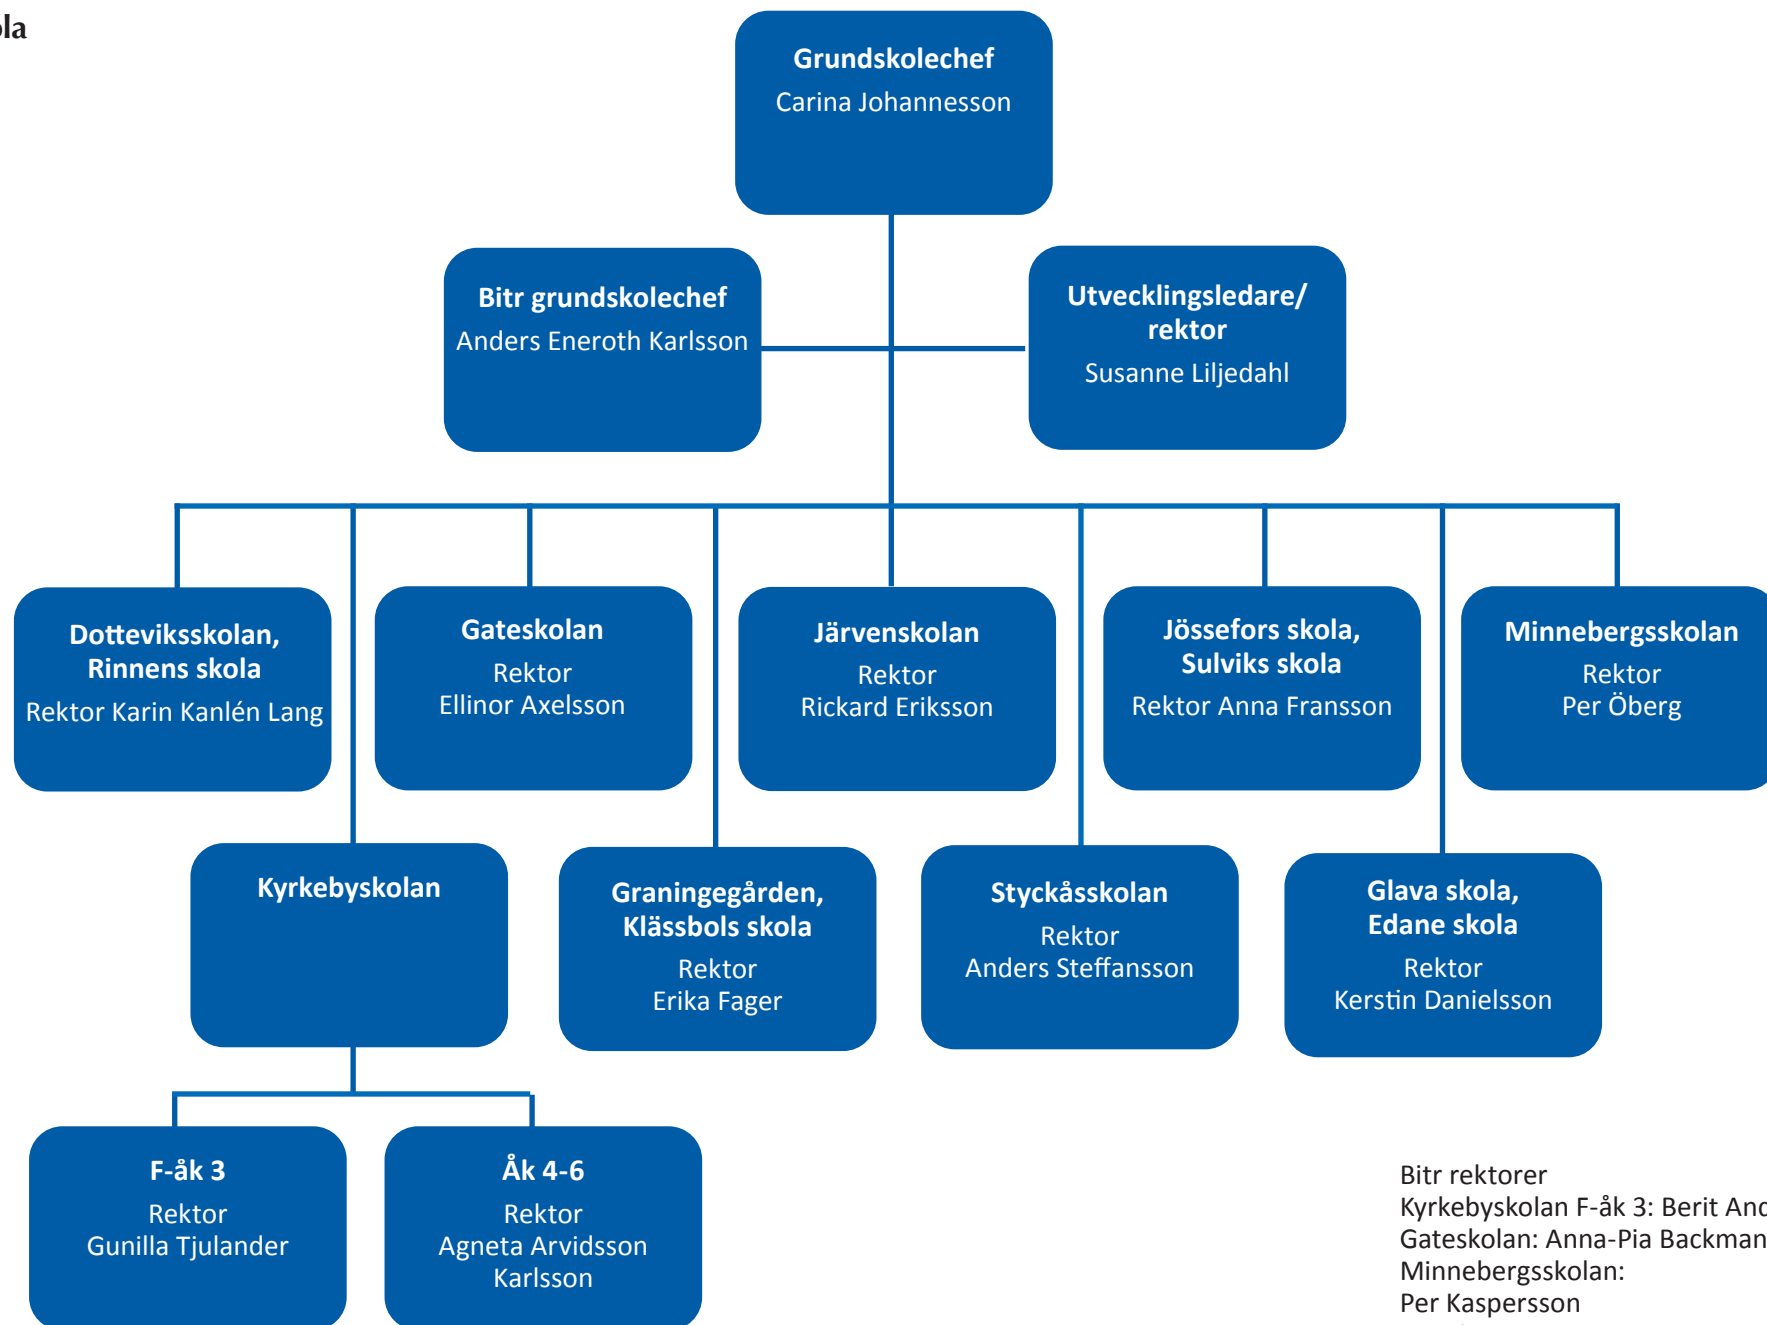 Grundskolechef
Carina Johannesson
Bitr grundskolechef
Anders Eneroth Karlsson
Utvecklingsledare/
rektor
Susanne Liljedahl
Dotteviksskolan,
Rinnens skola
Rektor Karin Kanlén Lang
Gateskolan
Rektor
Ellinor Axelsson
Järvenskolan
Rektor
Rickard Eriksson
Jössefors skola,
Sulviks skola
Rektor Anna Fransson
Minnebergsskolan
Rektor
Per Öberg
Kyrkebyskolan
Graningegården,
Klässbols skola
Rektor
Erika Fager
Styckåsskolan
Rektor
Anders Steffansson
Glava skola,
Edane skola
Rektor
Kerstin Danielsson
F-åk 3
Rektor
Gunilla Tjulander
Åk 4-6
Rektor
Agneta Arvidsson
Karlsson
Bitr rektorer
Kyrkebyskolan F-åk 3: Berit
Gateskolan: Anna-Pia Backman
Minnebergsskolan:
Per Kaspersson